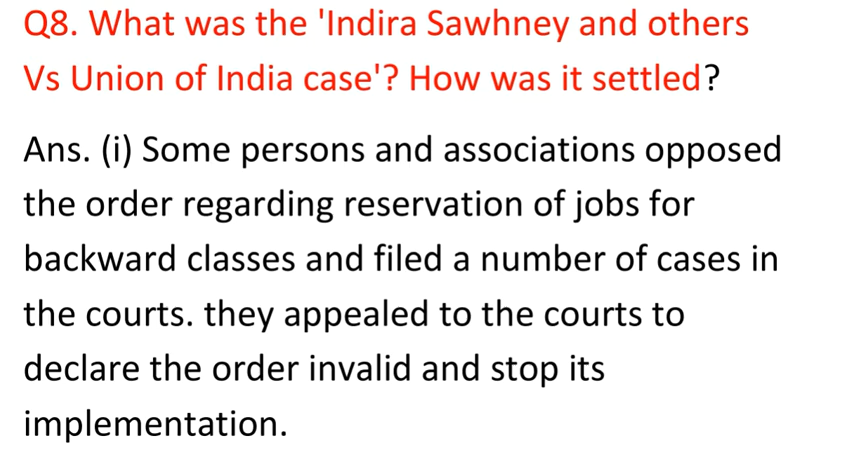 Q8. What was the 'Indira Sawhney and others
Vs Union of India case'? How was it settled?
Ans. (i) Some persons and associations opposed
the order regarding reservation of jobs for
backward classes and filed a number of cases in
the courts. they appealed to the courts to
declare the order invalid and stop its
implementation.